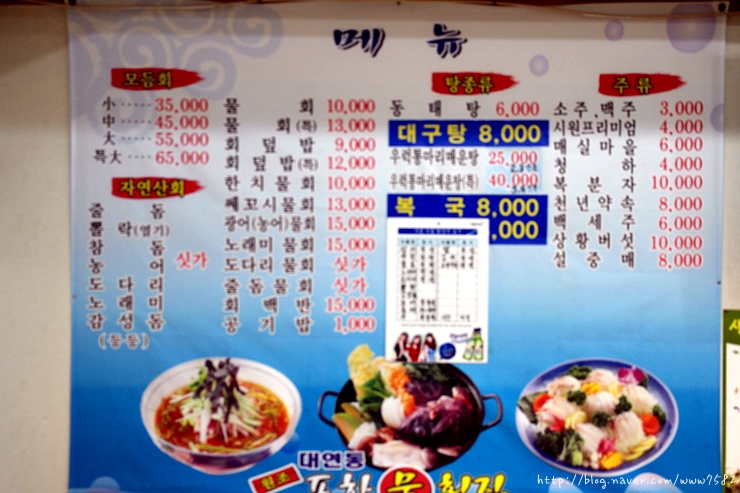 메 뉴
모듬회
小 ····· 35,000
中 ····· 45,000
大 ····· 55,000
특大 ···· 65,000
자연산회
줄 돔
뽈 락(열기)
참 돔
농 어 싯가
도 다 리
노 래 미
감 성 돔
(등등)
물 회 10,000
물 회(특) 13,000
회 덮 밥 9,000
회 덮 밥(특) 12,000
한 치 물 회 10,000
쎄꼬시물회 13,000
광어(농어)물회 15,000
노래미 물회 15,000
도다리 물회 싯가
줄돔물회 싯가
회 백 반 15,000
공 기 밥 1,000
탕종류
동 태 탕 6,000
대구탕 8,000
우럭통마리매운탕 25,000
우럭통마리매운탕(특) 40,000
복 국 8,000
,000
주 류
소주,맥주 3,000
시원프리미엄 4,000
매실마을 6,000
청 하 4,000
복 분 자 10,000
천년약속 8,000
백 세 주 6,000
상황버섯 10,000
설 중 매 8,000
대연동
원조
물
http://blog.naver.com/www7582